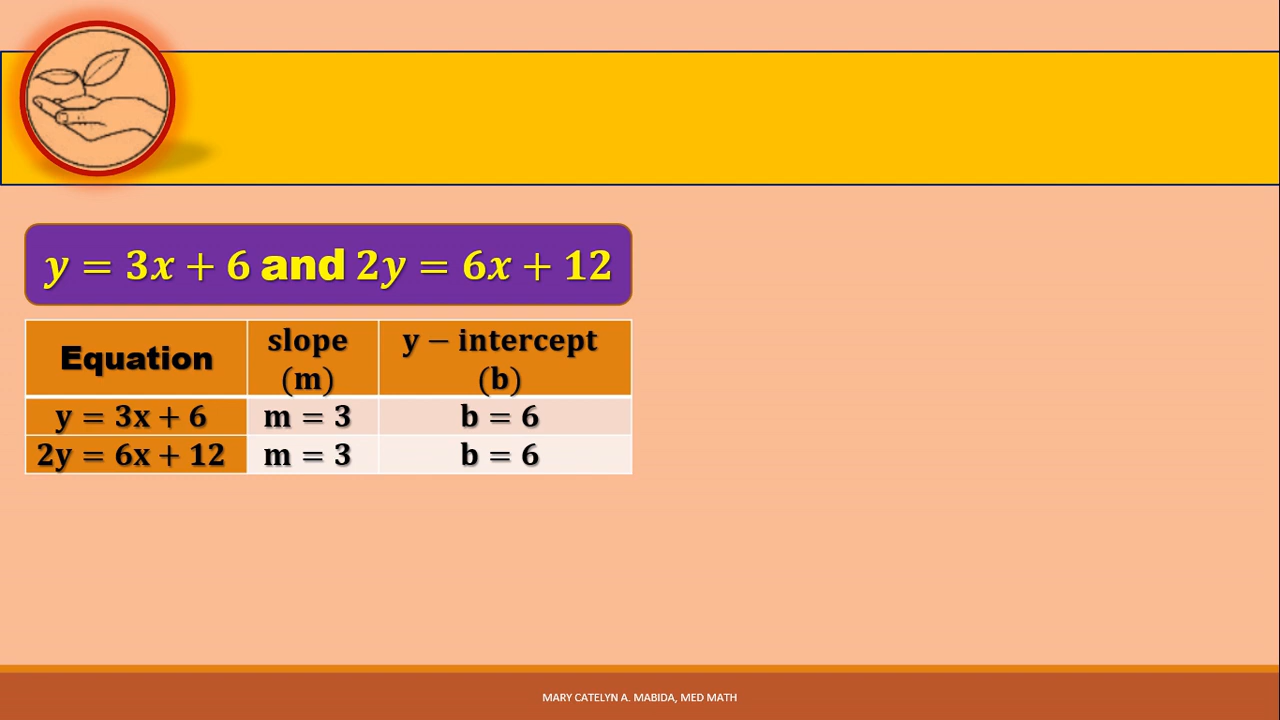 y = 3x + 6 and 2y = 6x + 12
Equation slope (m) y − intercept (b)
y = 3x + 6 m = 3 b = 6
2y = 6x + 12 m = 3 b = 6
MARY CATELYN A. MABIDA, MED MATH